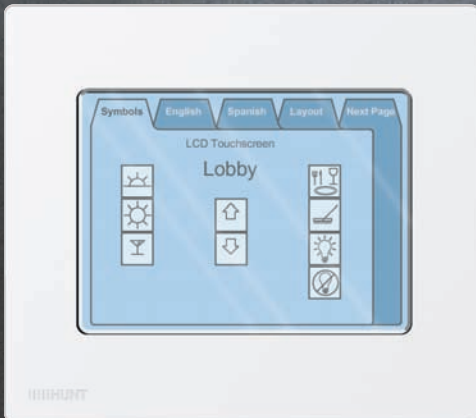 Symbols English Spanish Layout Next Page
LCD Touchscreen
Lobby
HUNT